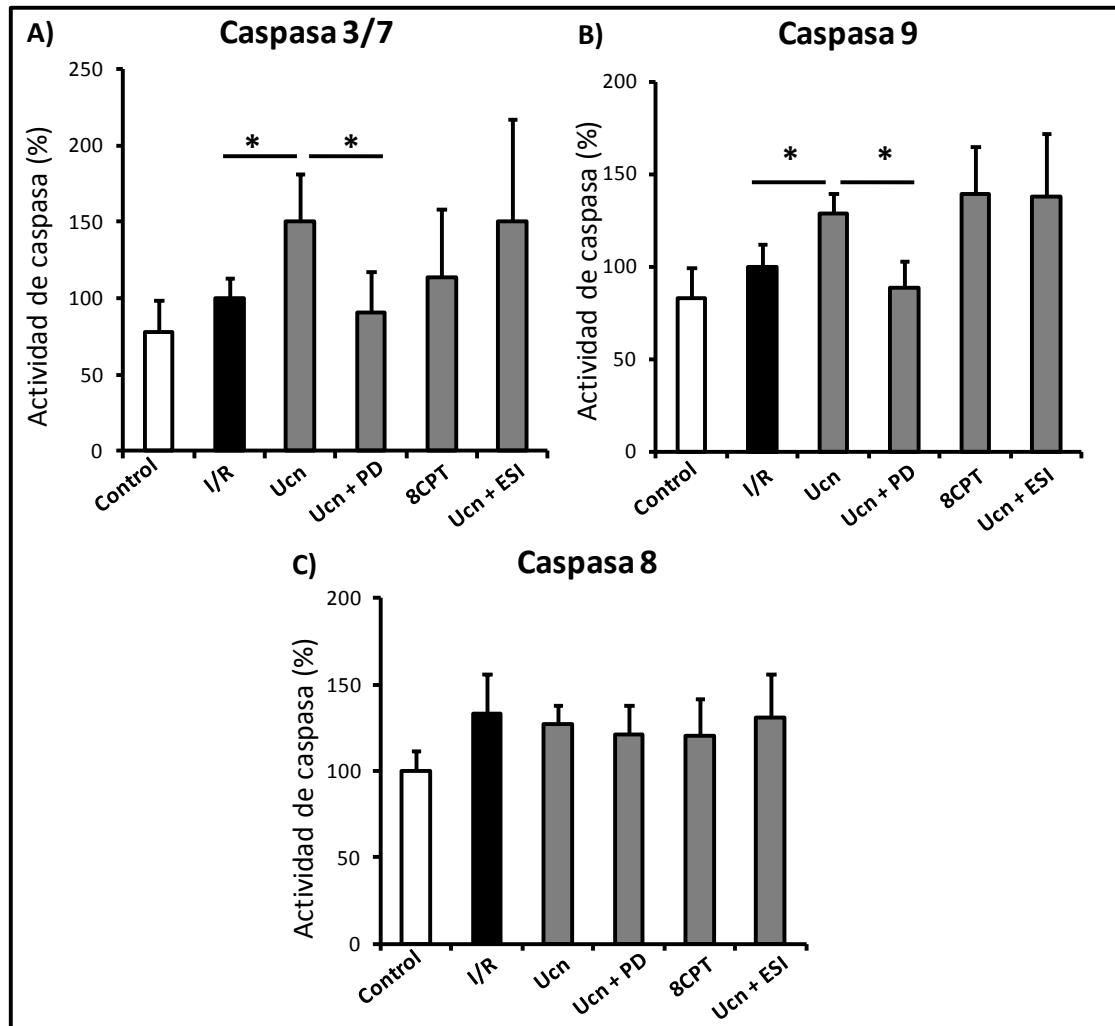 A) Caspasa 3/7
Actividad de caspasa (%)
250
200
150
100
50
0
* *
Control I/R Ucn Ucn + PD 8CPT Ucn + ESI
B) Caspasa 9
Actividad de caspasa (%)
200
150
100
50
0
* *
Control I/R Ucn Ucn + PD 8CPT Ucn + ESI
C) Caspasa 8
Actividad de caspasa (%)
200
150
100
50
0
Control I/R Ucn Ucn + PD 8CPT Ucn + ESI